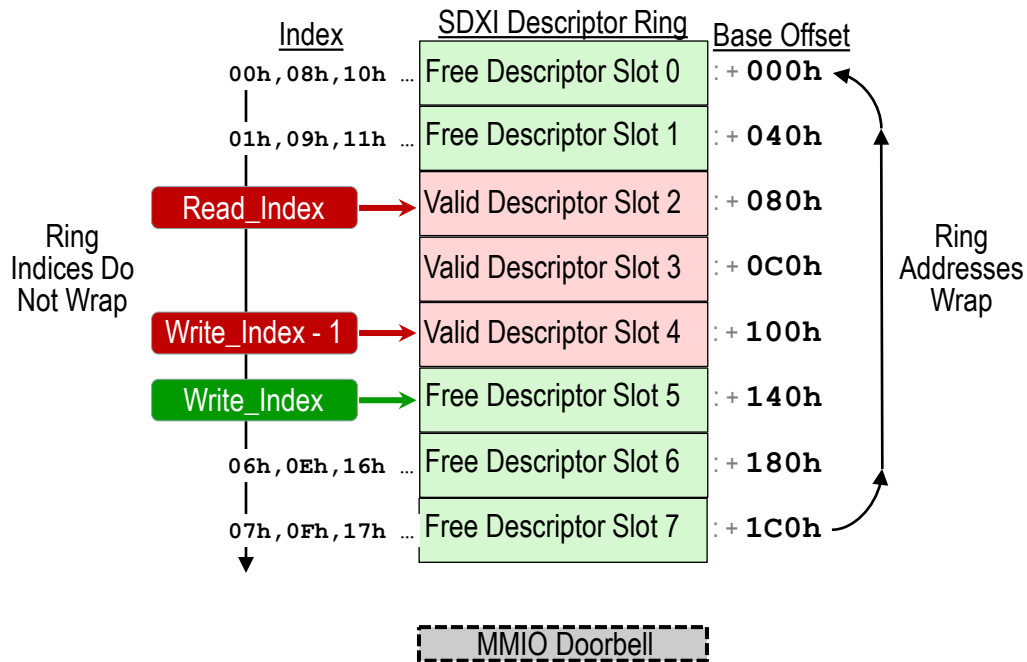 Index
SDXI Descriptor Ring
Base Offset
00h,08h,10h ... Free Descriptor Slot 0 : + 000h
01h,09h,11h ... Free Descriptor Slot 1 : + 040h
Read_Index Valid Descriptor Slot 2 : + 080h
Ring
Indices Do
Not Wrap
Valid Descriptor Slot 3 : + 0C0h
Ring
Addresses
Wrap
Write_Index - 1 Valid Descriptor Slot 4 : + 100h
Write_Index Free Descriptor Slot 5 : + 140h
06h,0Eh,16h ... Free Descriptor Slot 6 : + 180h
07h,0Fh,17h ... Free Descriptor Slot 7 : + 1C0h
MMIO Doorbell